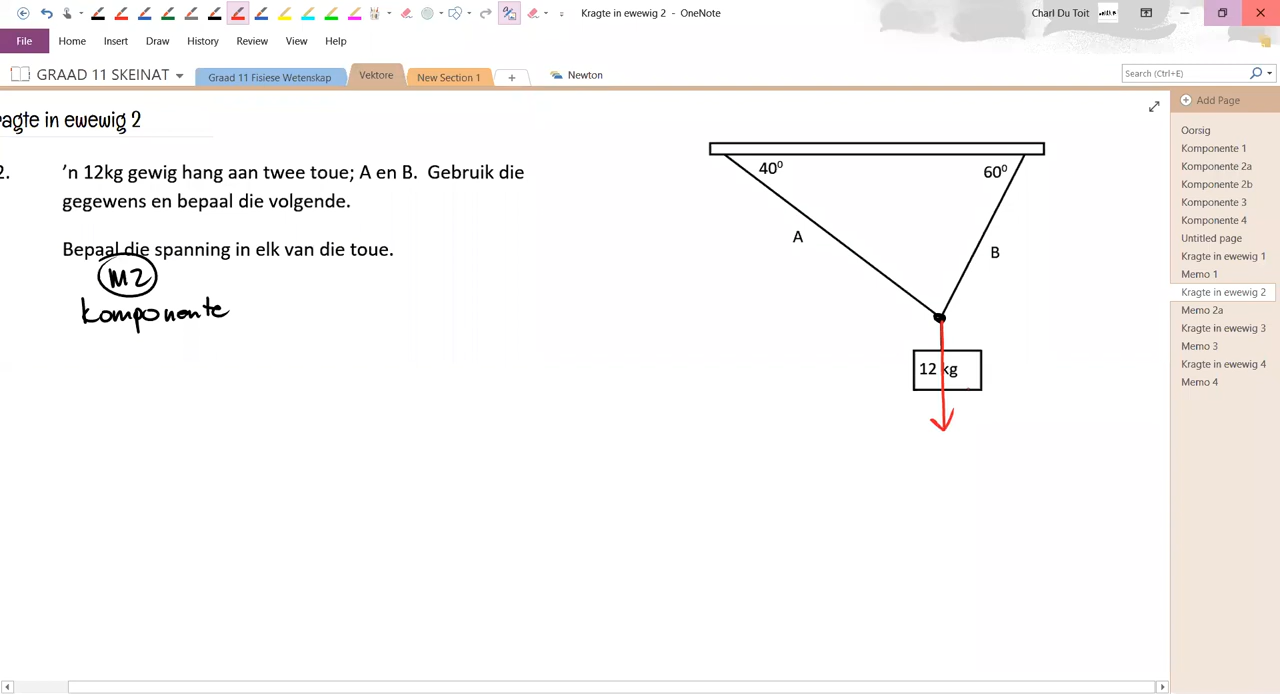 Kragte in ewewig 2 - OneNote
Charl Du Toit
File Home Insert Draw History Review View Help
GRAAD 11 SKEINAT
Graad 11 Fisiese Wetenskap
Vektore
New Section 1
Newton
Search (Ctrl+E)
ragte in ewewig 2
2. 'n 12kg gewig hang aan twee toue; A en B. Gebruik die
gegewens en bepaal die volgende.
Bepaal die spanning in elk van die toue.
M2
komponente
40⁰
60⁰
A
B
12 kg
Add Page
Oorsig
Komponente 1
Komponente 2a
Komponente 2b
Komponente 3
Komponente 4
Untitled page
Kragte in ewewig 1
Memo 1
Kragte in ewewig 2
Memo 2a
Kragte in ewewig 3
Memo 3
Kragte in ewewig 4
Memo 4